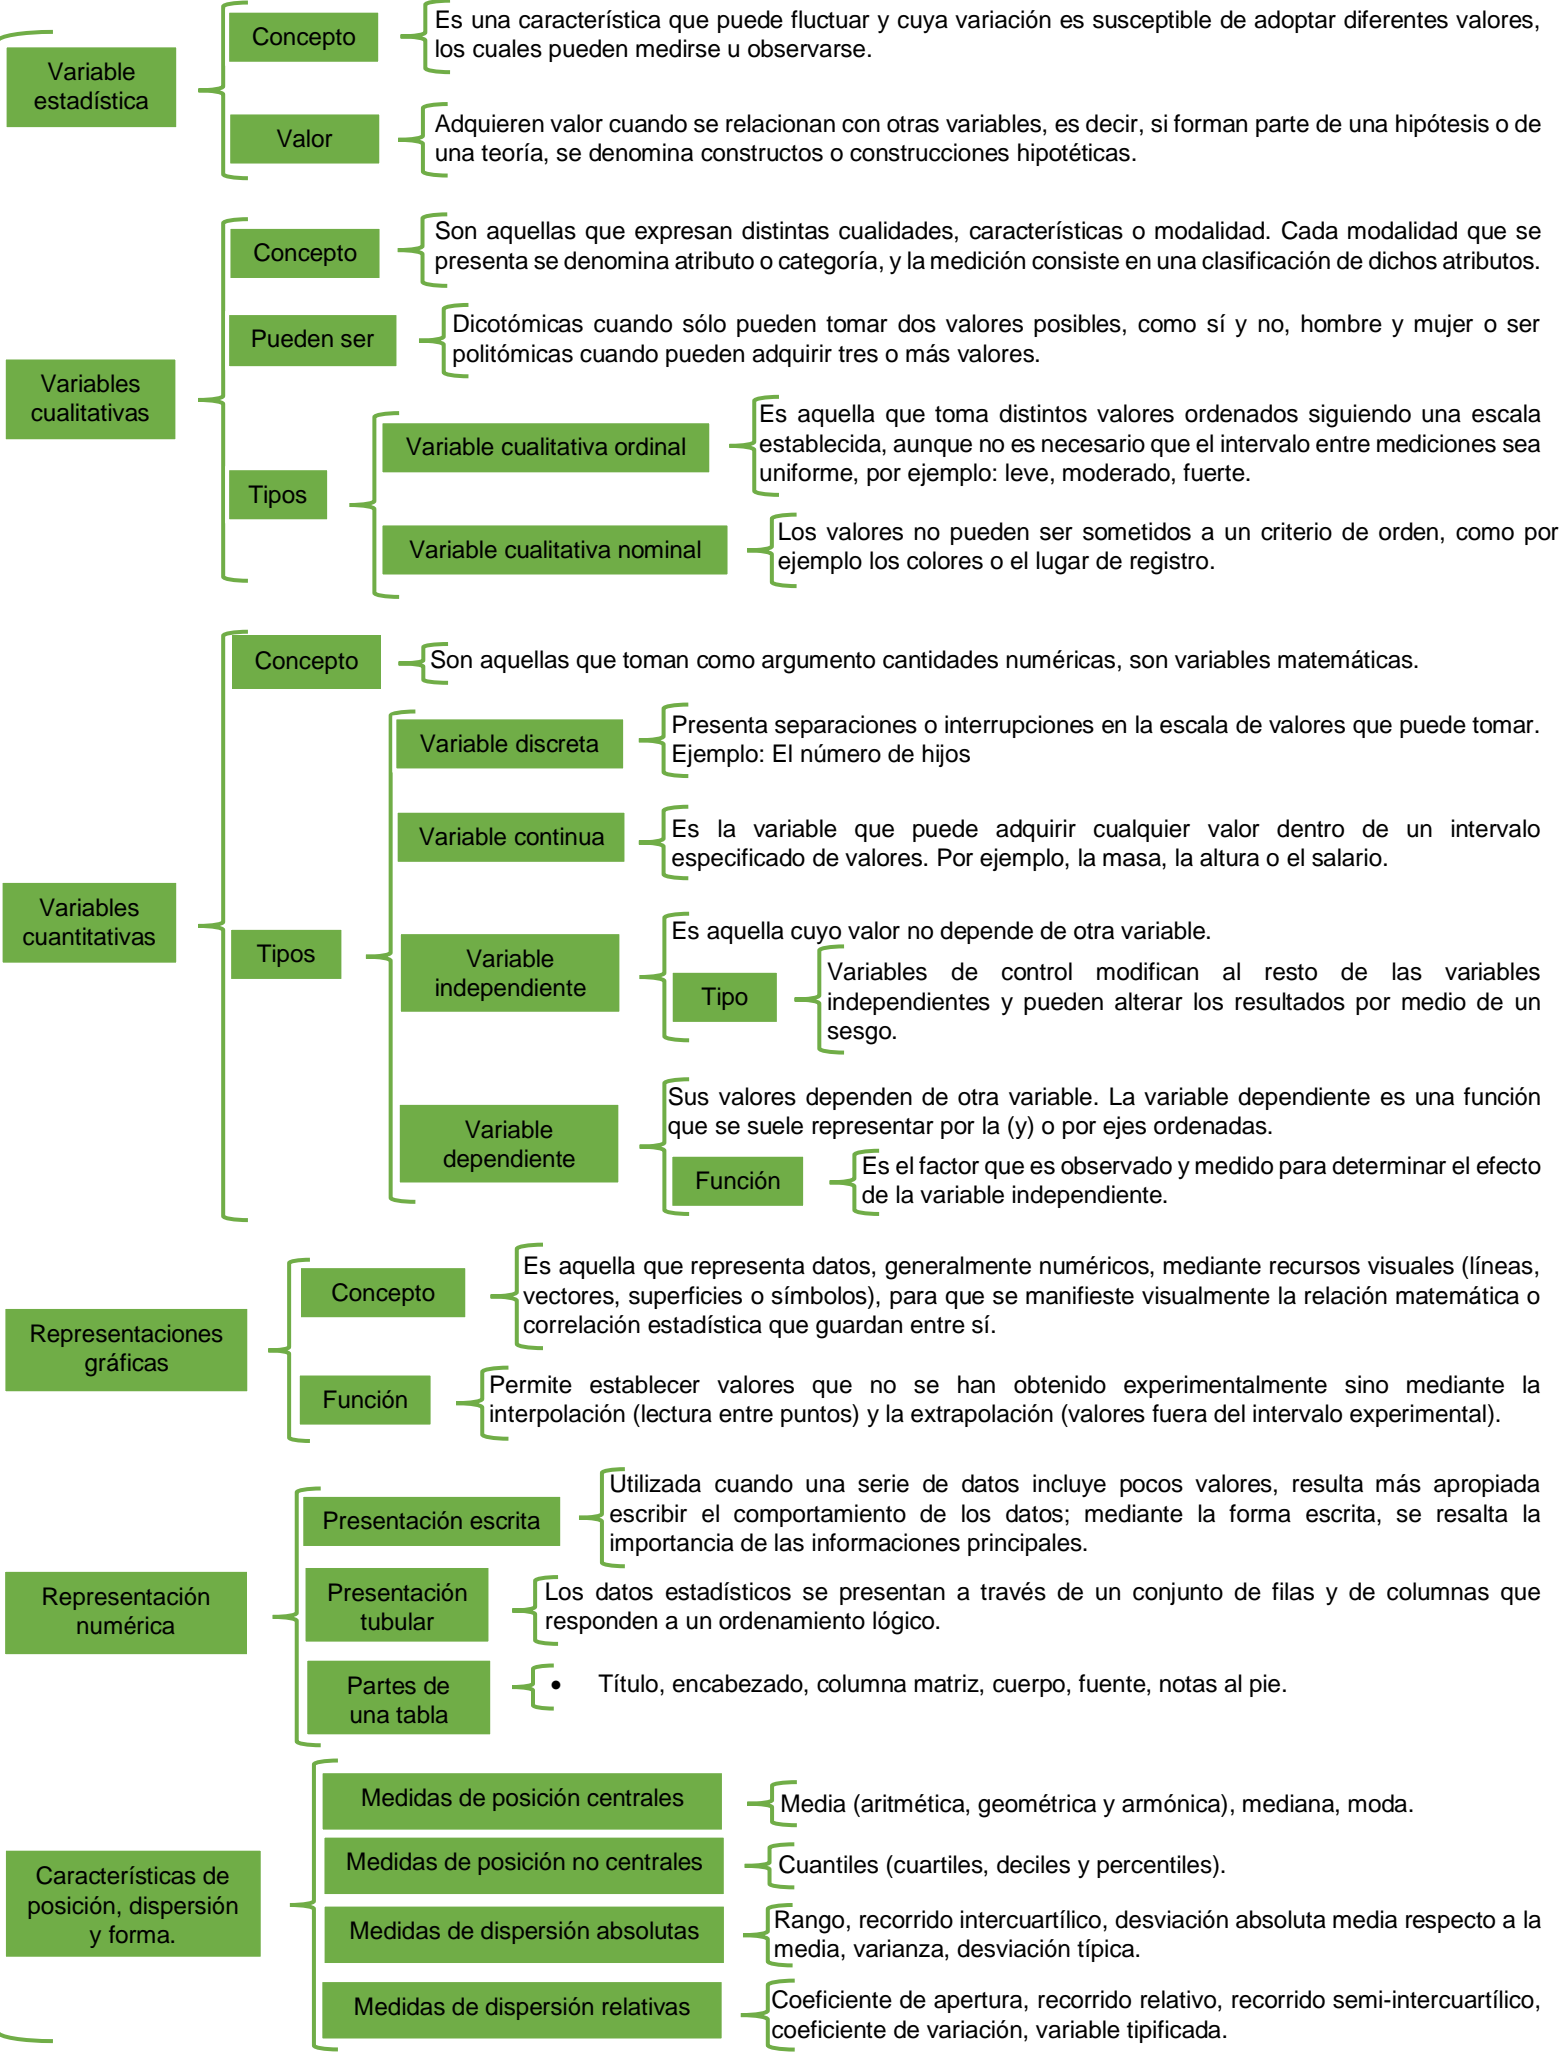 Variable
estadística
Concepto
Es una característica que puede fluctuar y cuya variación es susceptible de adoptar diferentes valores,
los cuales pueden medirse u observarse.
Valor
Adquieren valor cuando se relacionan con otras variables, es decir, si forman parte de una hipótesis o de
una teoría, se denomina constructos o construcciones hipotéticas.
Variables
cualitativas
Concepto
Son aquellas que expresan distintas cualidades, características o modalidad. Cada modalidad que se
presenta se denomina atributo o categoría, y la medición consiste en una clasificación de dichos atributos.
Pueden ser
Dicotómicas cuando sólo pueden tomar dos valores posibles, como sí y no, hombre y mujer o ser
politómicas cuando pueden adquirir tres o más valores.
Tipos
Variable cualitativa ordinal
Es aquella que toma distintos valores ordenados siguiendo una escala
establecida, aunque no es necesario que el intervalo entre mediciones sea
uniforme, por ejemplo: leve, moderado, fuerte.
Variable cualitativa nominal
Los valores no pueden ser sometidos a un criterio de orden, como por
ejemplo los colores o el lugar de registro.
Variables
cuantitativas
Concepto
Son aquellas que toman como argumento cantidades numéricas, son variables matemáticas.
Tipos
Variable discreta
Presenta separaciones o interrupciones en la escala de valores que puede tomar.
Ejemplo: El número de hijos
Variable continua
Es la variable que puede adquirir cualquier valor dentro de un intervalo
especificado de valores. Por ejemplo, la masa, la altura o el salario.
Variable
independiente
Es aquella cuyo valor no depende de otra variable.
Tipo
Variables de control modifican al resto de las variables
independientes y pueden alterar los resultados por medio de un
sesgo.
Variable
dependiente
Sus valores dependen de otra variable. La variable dependiente es una función
que se suele representar por la (y) o por ejes ordenadas.
Función
Es el factor que es observado y medido para determinar el efecto
de la variable independiente.
Representaciones
gráficas
Concepto
Es aquella que representa datos, generalmente numéricos, mediante recursos visuales (líneas,
vectores, superficies o símbolos), para que se manifieste visualmente la relación matemática o
correlación estadística que guardan entre sí.
Función
Permite establecer valores que no se han obtenido experimentalmente sino mediante la
interpolación (lectura entre puntos) y la extrapolación (valores fuera del intervalo experimental).
Representación
numérica
Presentación escrita
Utilizada cuando una serie de datos incluye pocos valores, resulta más apropiada
escribir el comportamiento de los datos; mediante la forma escrita, se resalta la
importancia de las informaciones principales.
Presentación
tubular
Los datos estadísticos se presentan a través de un conjunto de filas y de columnas que
responden a un ordenamiento lógico.
Partes de
una tabla
• Título, encabezado, columna matriz, cuerpo, fuente, notas al pie.
Características de
posición, dispersión
y forma.
Medidas de posición centrales
Media (aritmética, geométrica y armónica), mediana, moda.
Medidas de posición no centrales
Cuantiles (cuartiles, deciles y percentiles).
Medidas de dispersión absolutas
Rango, recorrido intercuartílico, desviación absoluta media respecto a la
media, varianza, desviación típica.
Medidas de dispersión relativas
Coeficiente de apertura, recorrido relativo, recorrido semi-intercuartílico,
coeficiente de variación, variable tipificada.